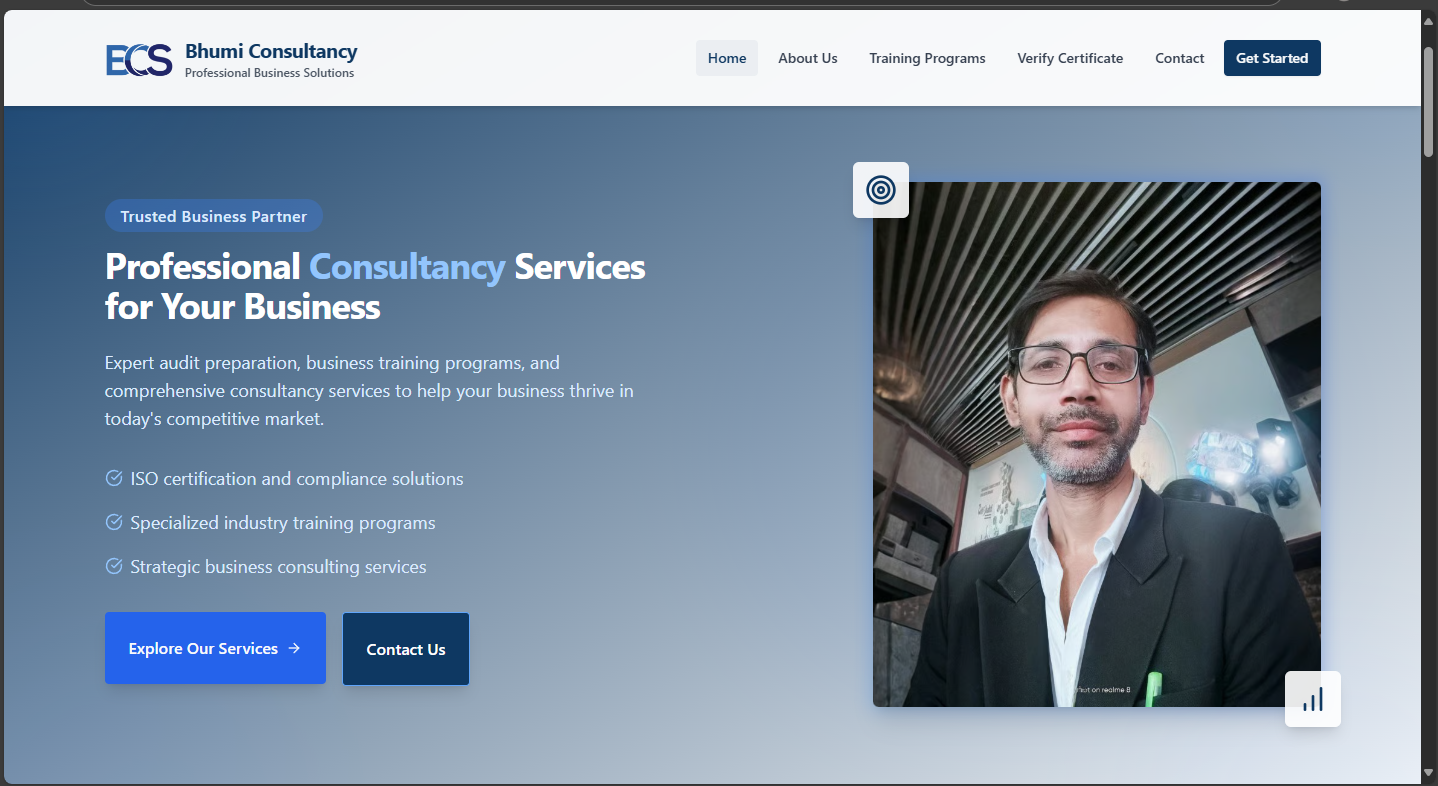 ECS
Bhumi Consultancy
Professional Business Solutions
Home
About Us
Training Programs
Verify Certificate
Contact
Get Started
Trusted Business Partner
Professional Consultancy Services
for Your Business
Expert audit preparation, business training programs, and
comprehensive consultancy services to help your business thrive in
today's competitive market.
ISO certification and compliance solutions
Specialized industry training programs
Strategic business consulting services
Explore Our Services →
Contact Us
on realme 8